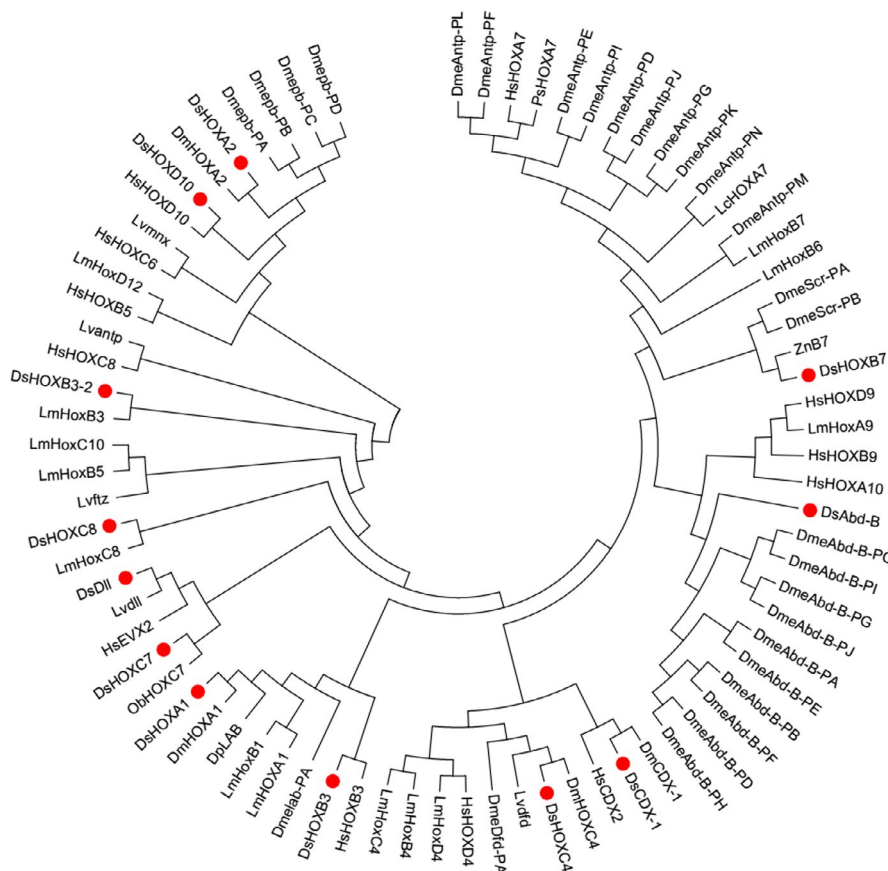 DmeAntp-PL
DmeAntp-PF
HsHOXA7
PsHOXA7
DmeAntp-PE
DmeAntp-PI
DmeAntp-PD
DmeAntp-PJ
DmeAntp-PG
DmeAntp-PK
DmeAntp-PN
LcHOXA7
DmeAntp-PM
LmHoxB7
LmHoxB6
DmeScr-PA
DmeScr-PB
ZnB7
DsHOXB7
HsHOXD9
LmHoxA9
HsHOXB9
HsHOXA10
DsAbd-B
DmeAbd-B-PC
DmeAbd-B-PI
DmeAbd-B-PG
DmeAbd-B-PJ
DmeAbd-B-PA
DmeAbd-B-PE
DmeAbd-B-PB
DmeAbd-B-PF
DmeAbd-B-PD
DmeAbd-B-PH
DmCDX-1
DsCDX-1
HsCDX2
DmHOXC4
DsHOXC4
Lvdfd
DmeDfd-PA
HsHOXD4
LmHoxD4
LmHoxB4
LmHoxC4
HsHOXB3
DsHOXB3
Dmelab-PA
LmHOXA1
LmHoxB1
DpLAB
DmHOXA1
DsHOXA1
ObHOXC7
DsHOXC7
HsEVX2
Lvdll
DsDll
LmHoxC8
DsHOXC8
Lvftz
LmHoxB5
LmHoxC10
LmHoxB3
DsHOXB3-2
HsHOXC8
Lvantp
HsHOXB5
LmHoxD12
HsHOXC6
Lvmnx
HsHOXD10
DsHOXD10
DmHOXA2
DsHOXA2
Dmepb-PA
Dmepb-PB
Dmepb-PC
Dmepb-PD